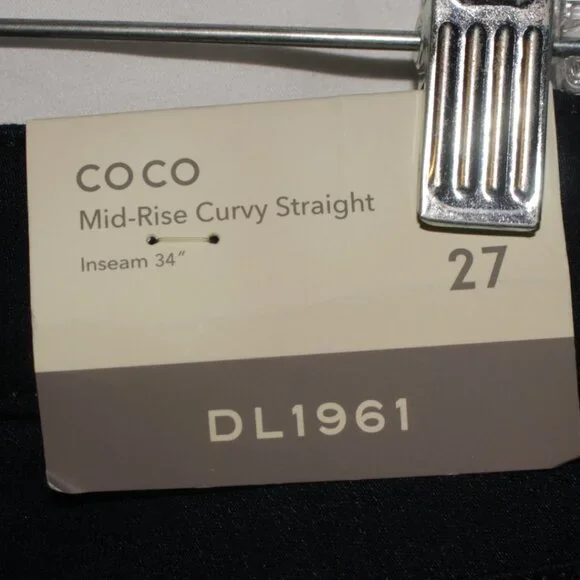 COCO
Mid-Rise Curvy Straight
Inseam 34"
27
DL1961